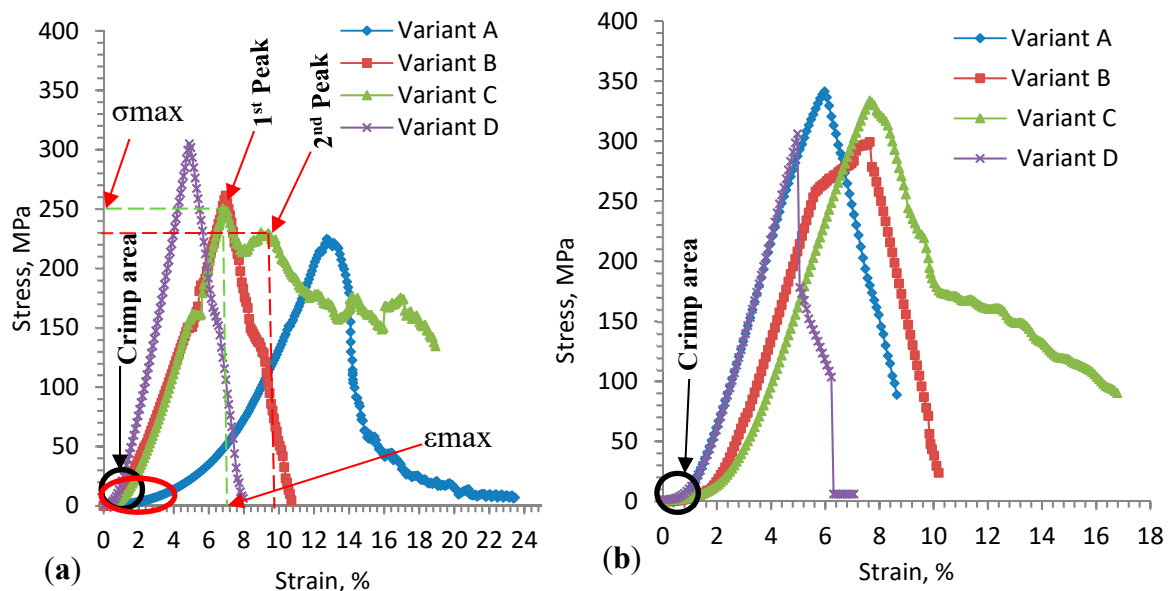 400
350
300
250
200
150
100
50
0
Stress, MPa
0 2 4 6 8 10 12 14 16 18 20 22 24
Strain, %
(a)
Variant A
Variant B
Variant C
Variant D
σmax
1st Peak
2nd Peak
Crimp area
εmax
400
350
300
250
200
150
100
50
0
Stress, MPa
0 2 4 6 8 10 12 14 16 18
Strain, %
(b)
Variant A
Variant B
Variant C
Variant D
Crimp area